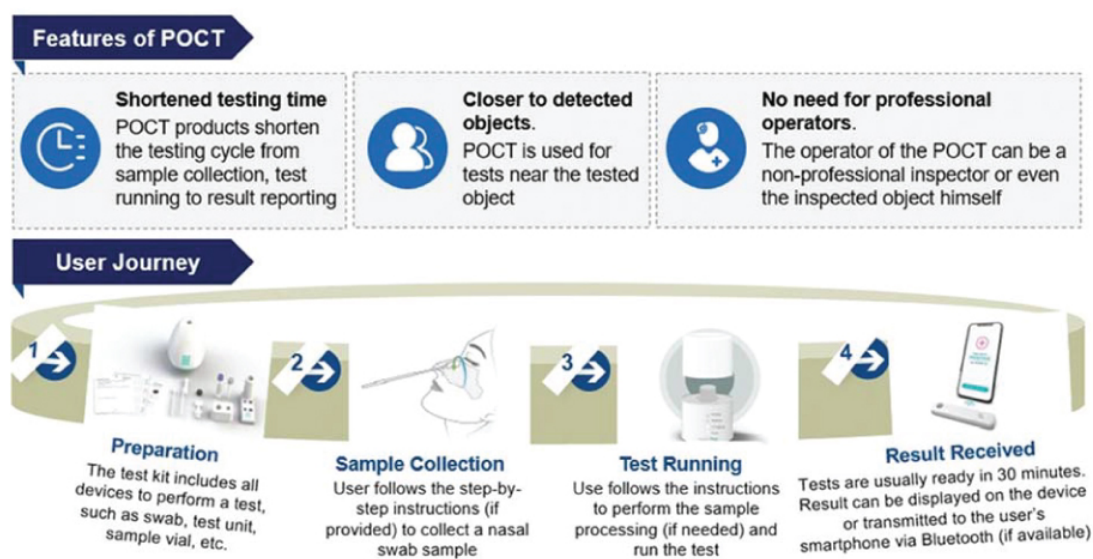 Features of POCT
Shortened testing time
POCT products shorten
the testing cycle from
sample collection, test
running to result reporting
Closer to detected
objects.
POCT is used for
tests near the tested
object
No need for professional
operators.
The operator of the POCT can be a
non-professional inspector or even
the inspected object himself
User Journey
1
Preparation
The test kit includes all
devices to perform a test,
such as swab, test unit,
sample vial, etc.
2
Sample Collection
User follows the step-by-
step instructions (if
provided) to collect a nasal
swab sample
3
Test Running
Use follows the instructions
to perform the sample
processing (if needed) and
run the test
4
Result Received
Tests are usually ready in 30 minutes.
Result can be displayed on the device
or transmitted to the user's
smartphone via Bluetooth (if available)